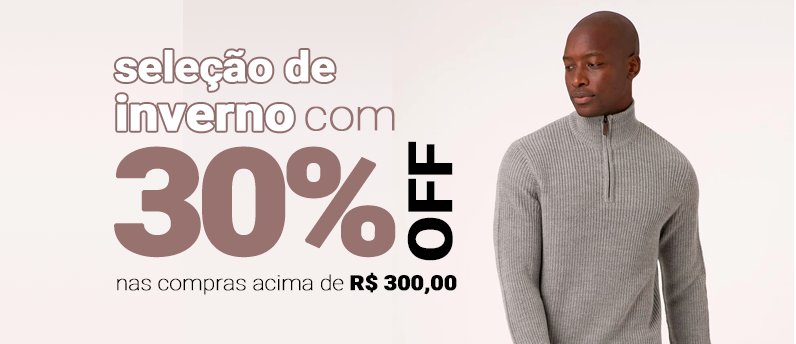 seleção de
inverno com
30% OFF
nas compras acima de R$ 300,00